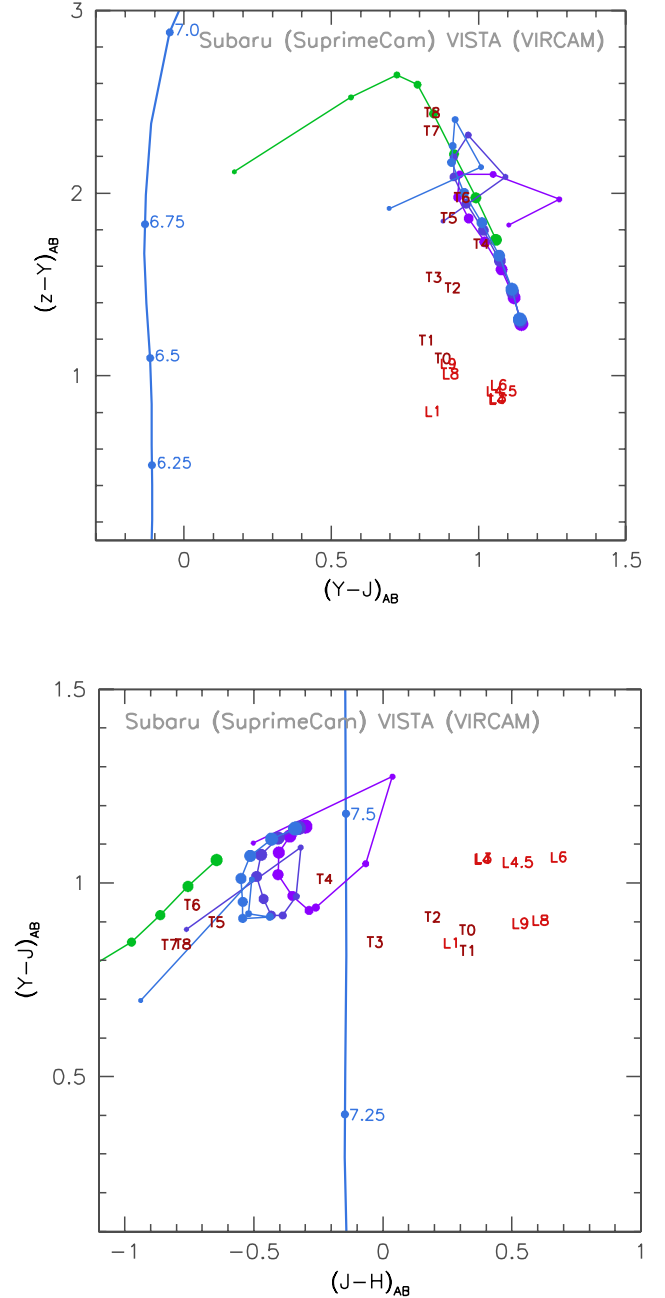 3
7.0
Subaru (SuprimeCam) VISTA (VIRCAM)
T8
T7
2
6.75
T6
T5
T4
(z−Y)AB
T3
T2
T1
6.5
T0
L9
L8
1
L6
L1
6.25
0
0.5
1
1.5
(Y−J)AB
1.5
Subaru (SuprimeCam) VISTA (VIRCAM)
7.5
L4.5
L6
1
T4
T6
T5
T2
L9
L8
T0
T7
T8
T3
L1
T1
(Y−J)AB
0.5
7.25
−1
−0.5
0
0.5
1
(J−H)AB